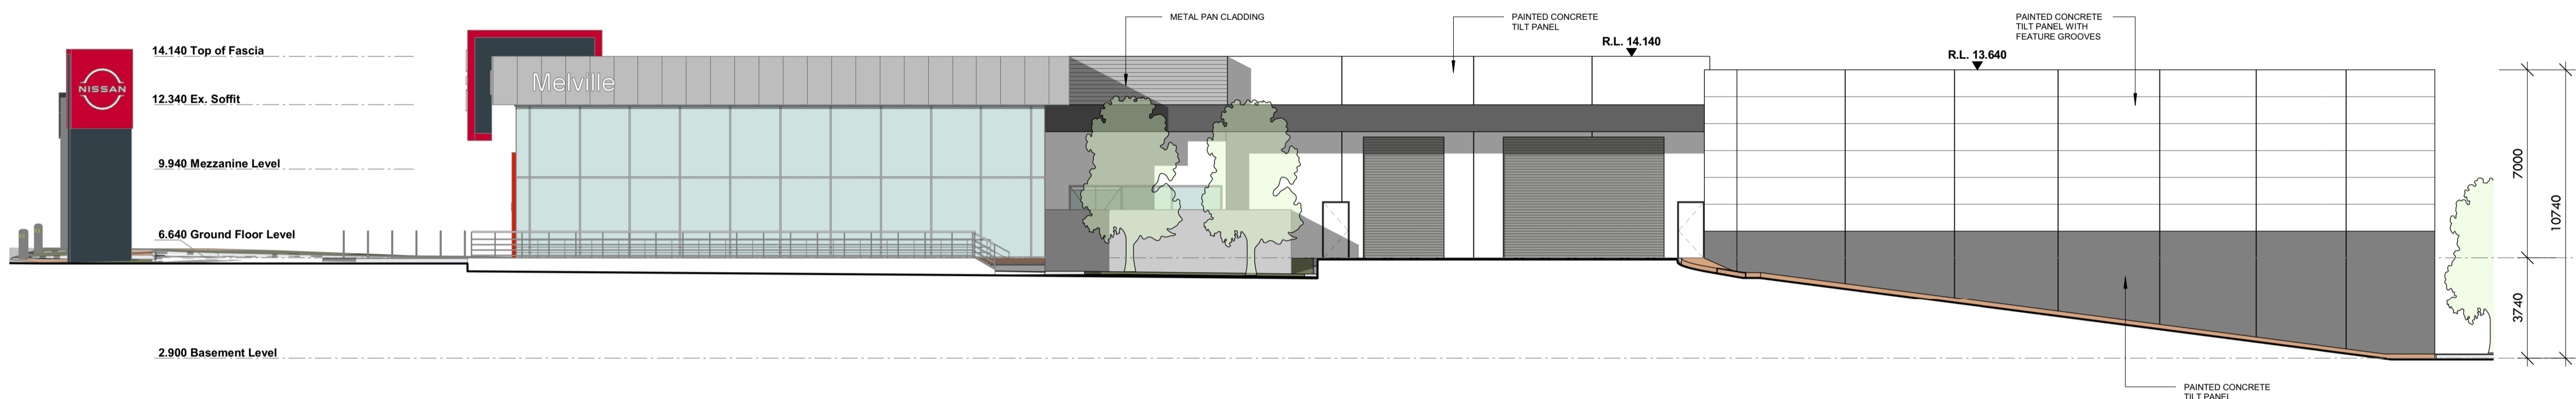 METAL PAN CLADDING
PAINTED CONCRETE
TILT PANEL
PAINTED CONCRETE
TILT PANEL WITH
FEATURE GROOVES
R.L. 14.140
R.L. 13.640
14.140 Top of Fascia
12.340 Ex. Soffit
9.940 Mezzanine Level
6.640 Ground Floor Level
2.900 Basement Level
NISSAN
Melville
7000
10740
3740
PAINTED CONCRETE
TILT PANEL